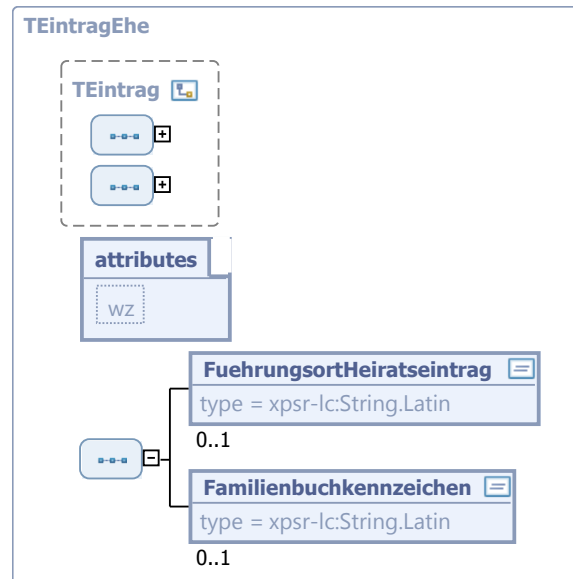 TEintragEhe
TEintrag
attributes
wz
FuehrungsortHeiratseintrag
type = xpsr-lc:String.Latin
0..1
Familienbuchkennzeichen
type = xpsr-lc:String.Latin
0..1